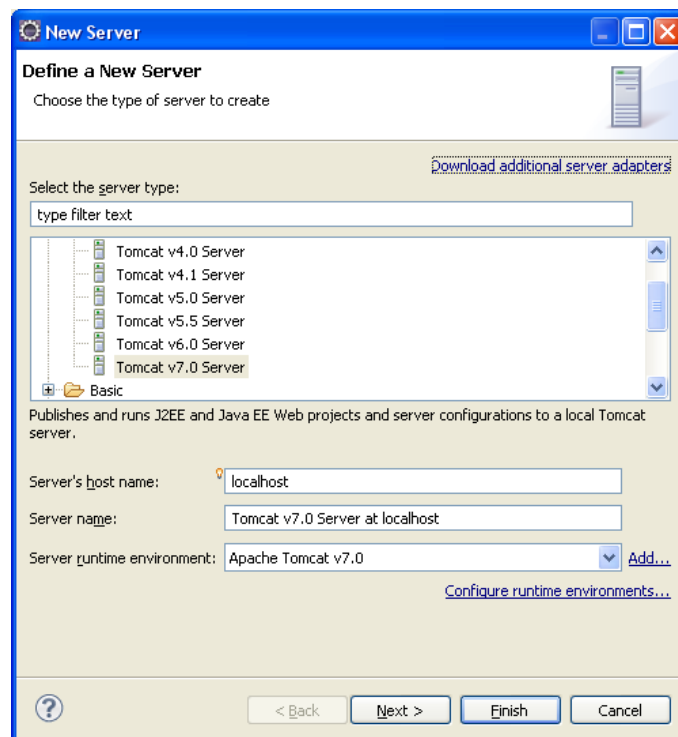 New Server
Define a New Server
Choose the type of server to create
Download additional server adapters
Select the server type:
type filter text
Tomcat v4.0 Server
Tomcat v4.1 Server
Tomcat v5.0 Server
Tomcat v5.5 Server
Tomcat v6.0 Server
Tomcat v7.0 Server
Basic
Publishes and runs J2EE and Java EE Web projects and server configurations to a local Tomcat
server.
Server's host name: localhost
Server name: Tomcat v7.0 Server at localhost
Server runtime environment: Apache Tomcat v7.0 Add...
Configure runtime environments...
? < Back Next > Finish Cancel